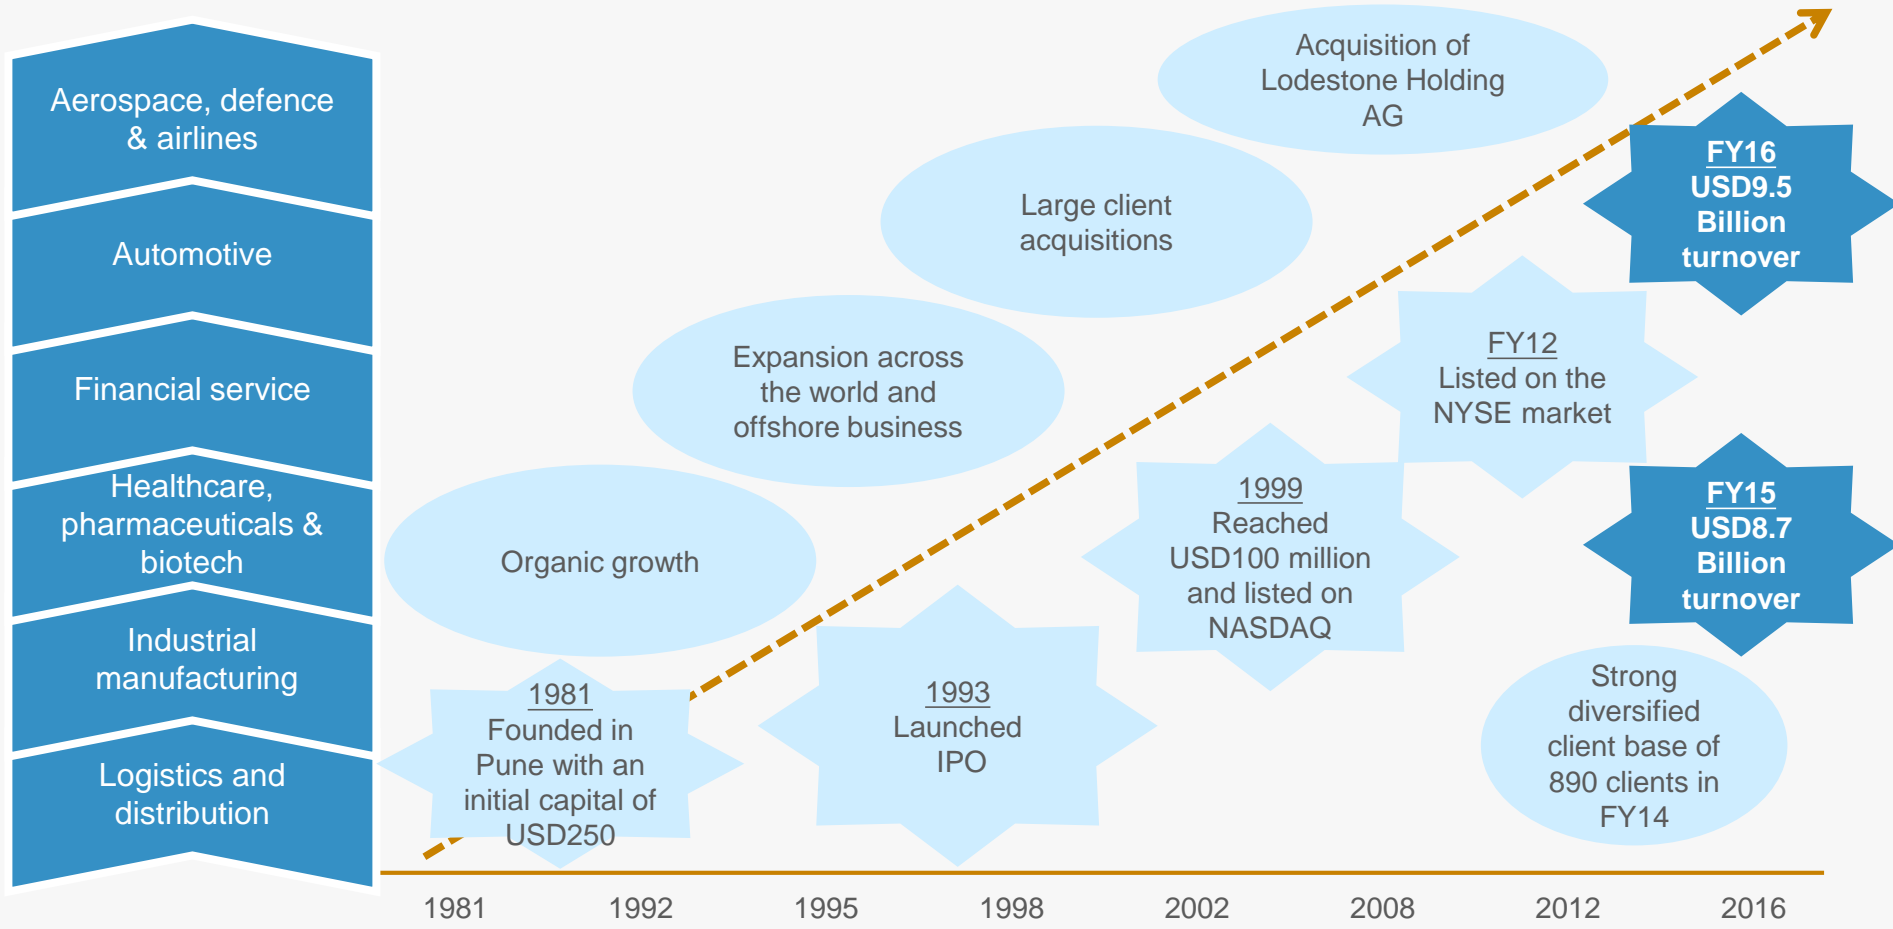 Aerospace, defence
& airlines
Automotive
Financial service
Healthcare,
pharmaceuticals &
biotech
Industrial
manufacturing
Logistics and
distribution
Organic growth
Expansion across
the world and
offshore business
Large client
acquisitions
Acquisition of
Lodestone Holding
AG
1981
Founded in
Pune with an
initial capital of
USD250
1993
Launched
IPO
1999
Reached
USD100 million
and listed on
NASDAQ
FY12
Listed on the
NYSE market
FY16
USD9.5
Billion
turnover
FY15
USD8.7
Billion
turnover
Strong
diversified
client base of
890 clients in
FY14
1981 1992 1995 1998 2002 2008 2012 2016